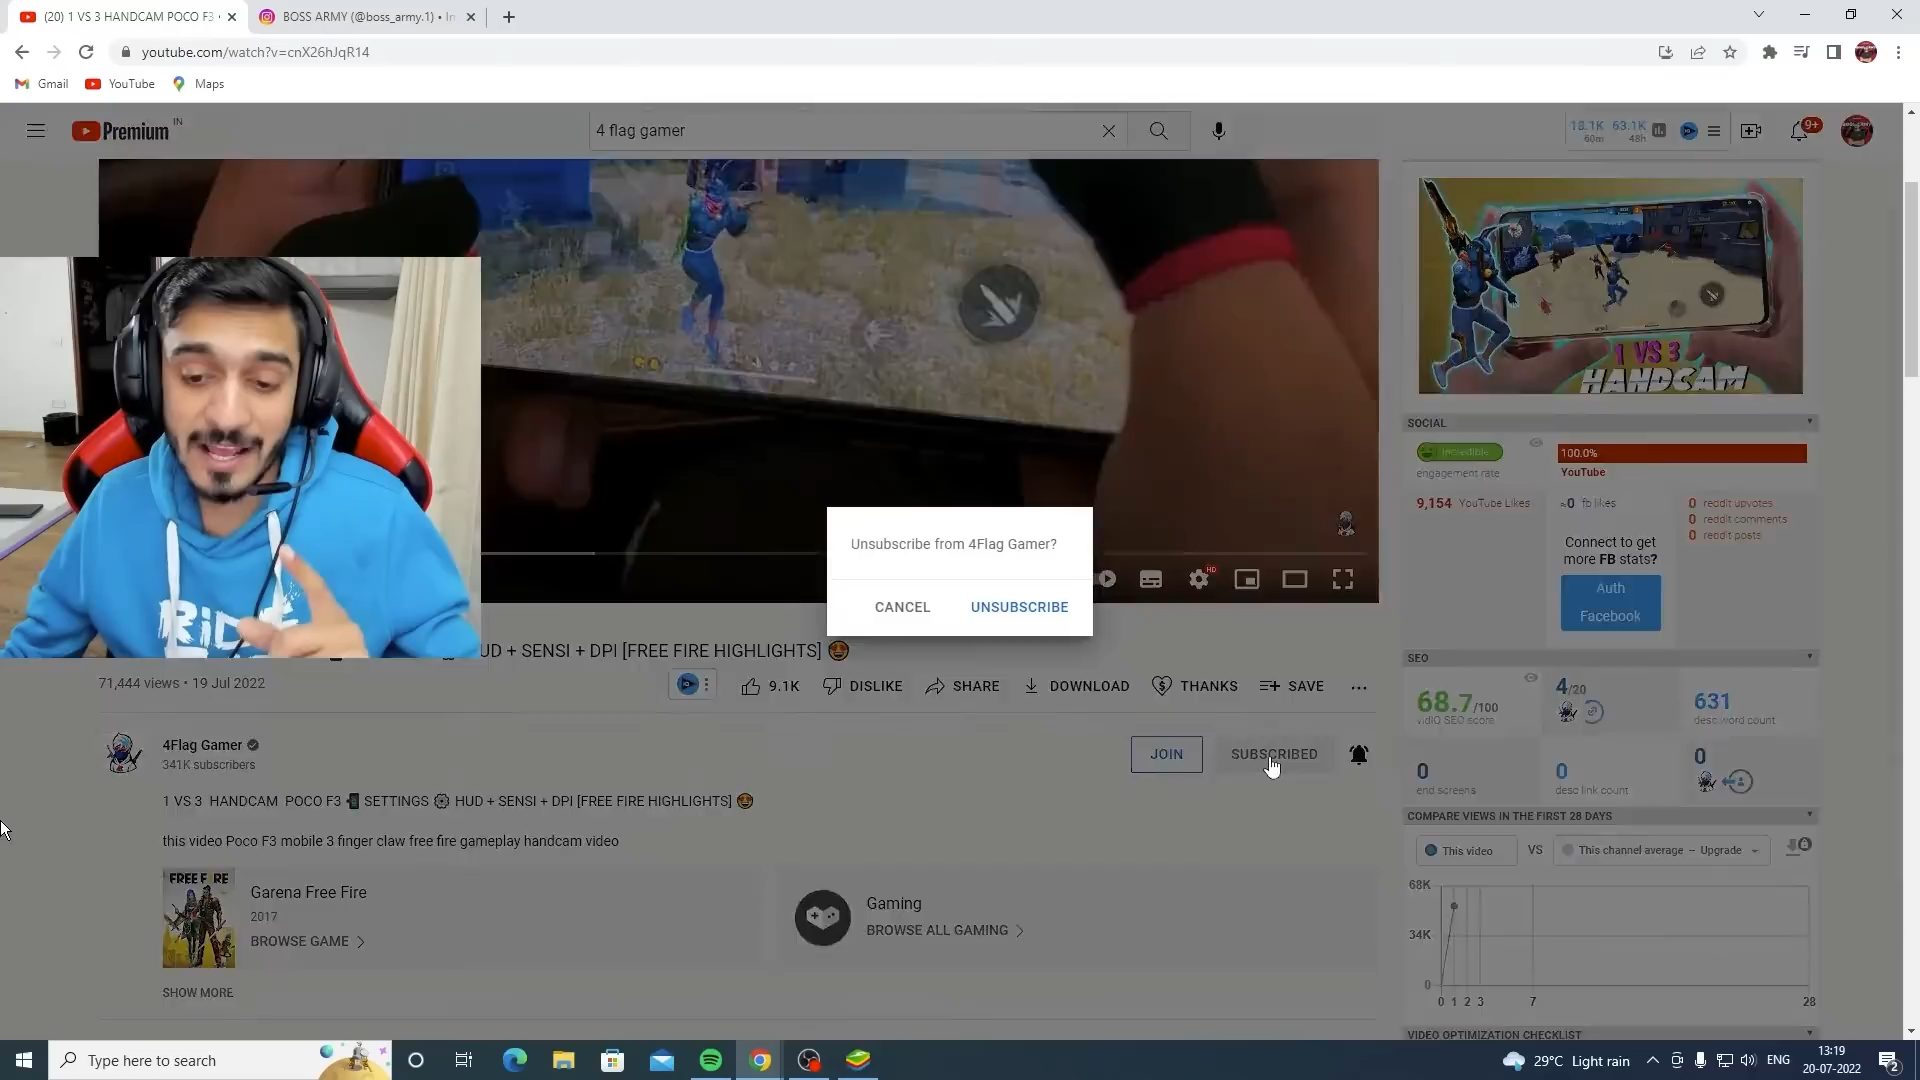 (20) 1 VS 3 HANDCAM POCO F3
BOSS ARMY (@boss_army.1) • In
youtube.com/watch?v=cnX26hJqR14
Gmail
YouTube
Maps
Premium IN
4 flag gamer
18.1K 63.1K
60m 48h
9+
1 VS 3
HANDCAM
SOCIAL
Incredible
engagement rate
100.0%
YouTube
9,154 YouTube Likes
≈0 fb likes
0 reddit upvotes
0 reddit comments
0 reddit posts
Connect to get
more FB stats?
Auth
Facebook
Unsubscribe from 4Flag Gamer?
CANCEL
UNSUBSCRIBE
HD
RiDE
UD + SENSI + DPI [FREE FIRE HIGHLIGHTS] 🤩
71,444 views • 19 Jul 2022
9.1K
DISLIKE
SHARE
DOWNLOAD
THANKS
SAVE
SEO
68.7/100
vidIQ SEO score
4/20
631
desc word count
0
end screens
0
desc link count
0
4Flag Gamer
341K subscribers
JOIN
SUBSCRIBED
1 VS 3 HANDCAM POCO F3 📲 SETTINGS ⚙ HUD + SENSI + DPI [FREE FIRE HIGHLIGHTS] 🤩
this video Poco F3 mobile 3 finger claw free fire gameplay handcam video
FREE FIRE
Garena Free Fire
2017
BROWSE GAME
Gaming
BROWSE ALL GAMING
SHOW MORE
COMPARE VIEWS IN THE FIRST 28 DAYS
This video
VS
This channel average -- Upgrade
68K
34K
0
0 1 2 3 7 28
VIDEO OPTIMIZATION CHECKLIST
Type here to search
29°C Light rain
ENG
13:19
20-07-2022
2